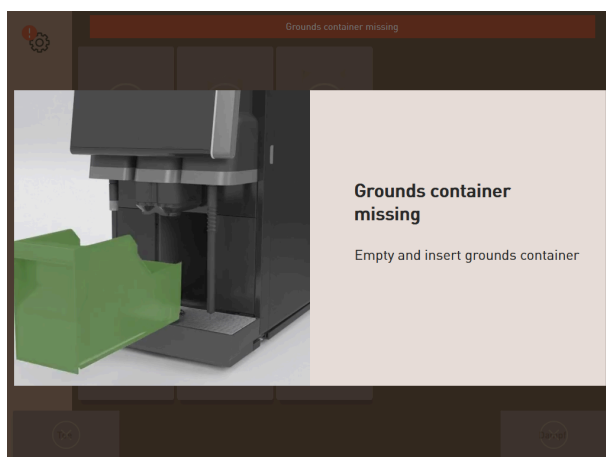 Grounds container missing
Grounds container
missing
Empty and insert grounds container